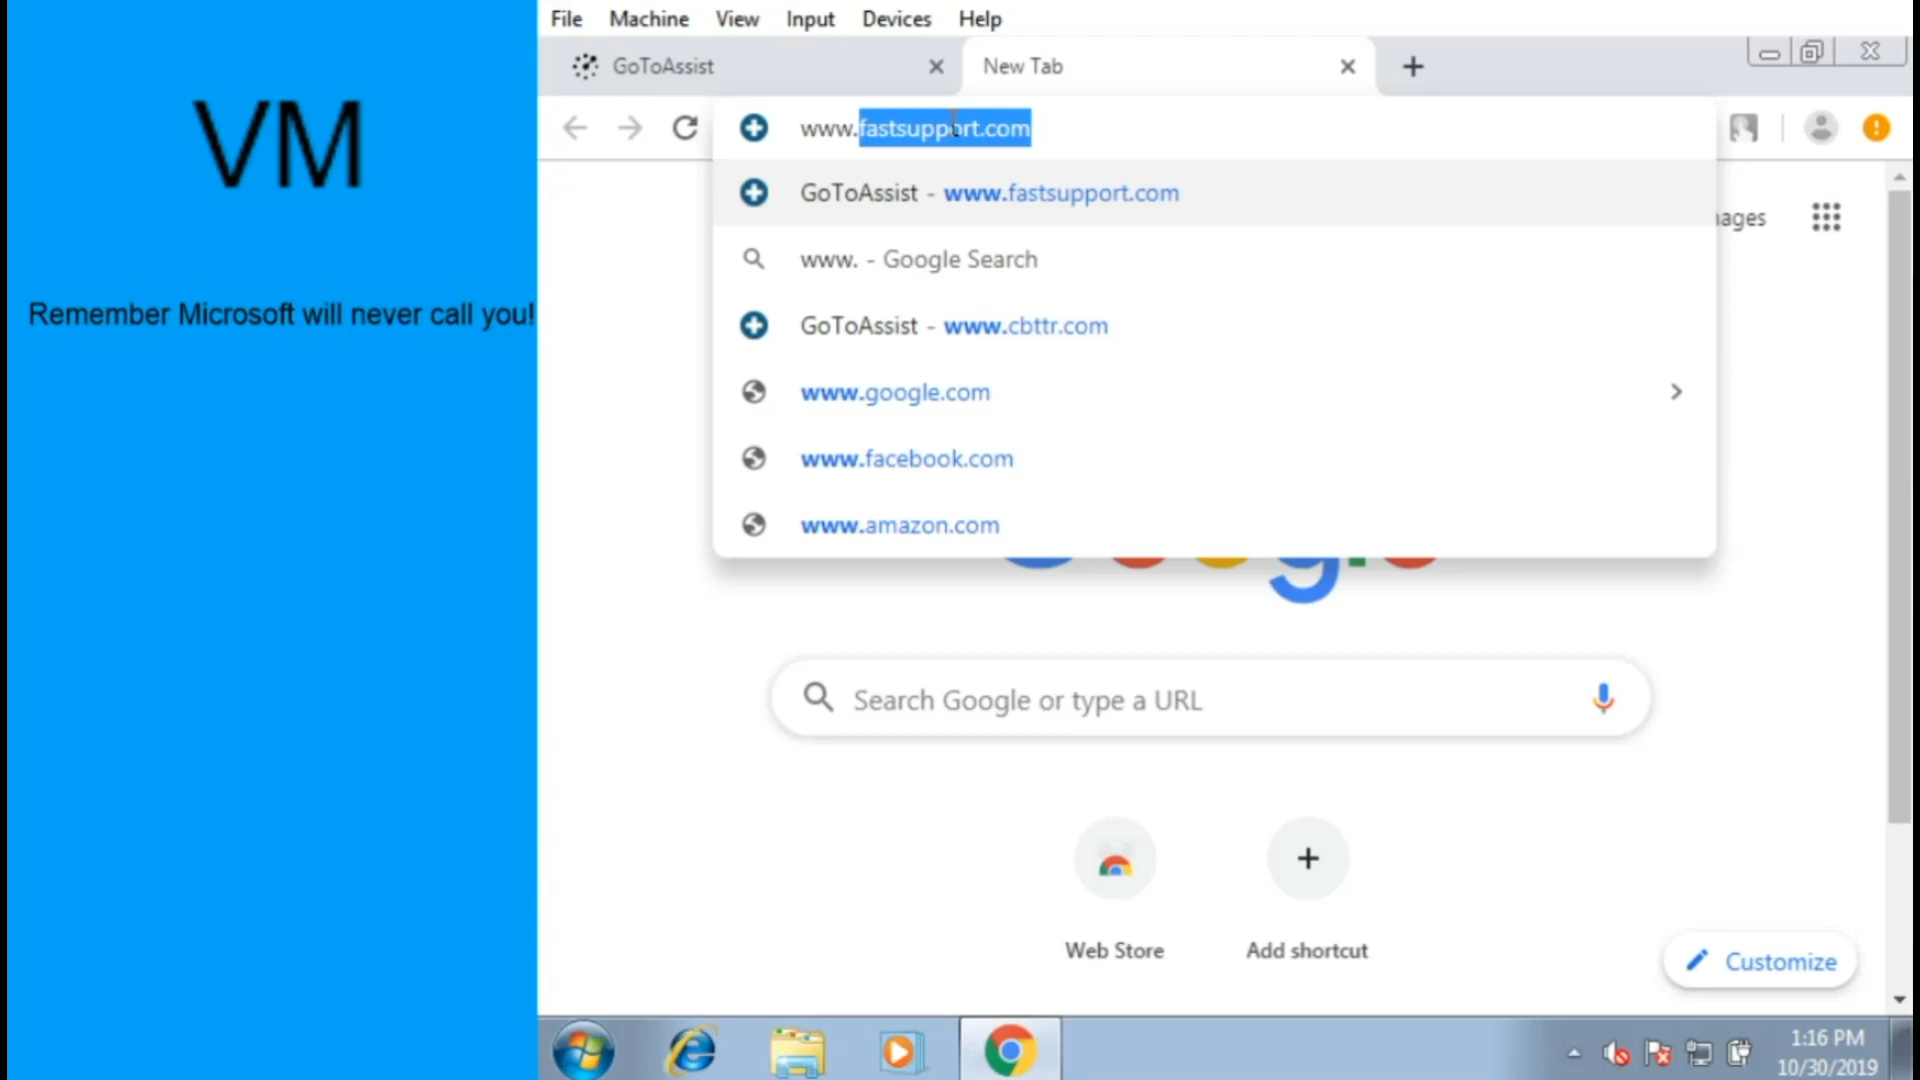 File Machine View Input Devices Help
GoToAssist
New Tab
VM
www.fastsupport.com
GoToAssist - www.fastsupport.com
www. - Google Search
Remember Microsoft will never call you!
GoToAssist - www.cbttr.com
www.google.com
www.facebook.com
www.amazon.com
Search Google or type a URL
Web Store
Add shortcut
Customize
1:16 PM
10/30/2019